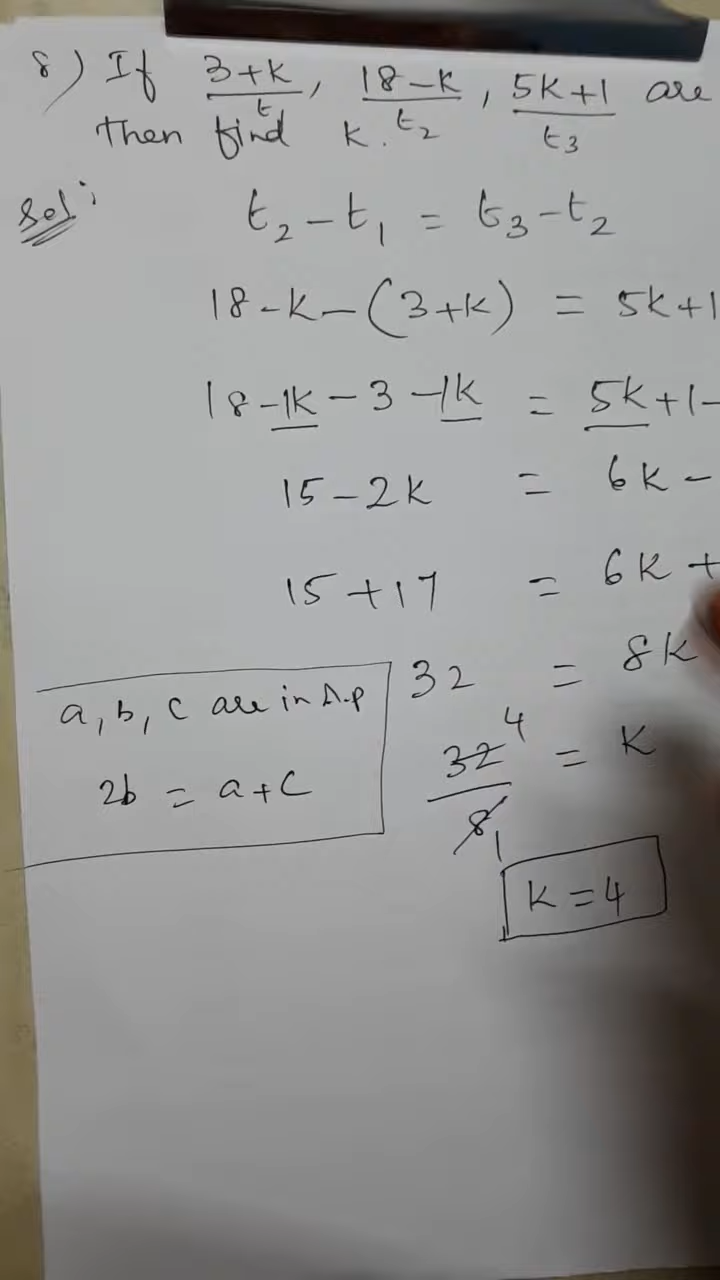 8) If 3+k, 18-k, 5k+1 are
t₁ t₂ t₃
then find k.
Sol:
t₂-t₁ = t₃-t₂
18-k-(3+k) = 5k+1
18-1k-3-1k = 5k+1-
15-2k = 6k-
15+17 = 6k+
32 = 8k
32/8 = k
4
1
k=4
a, b, c are in A.p
2b = a+c